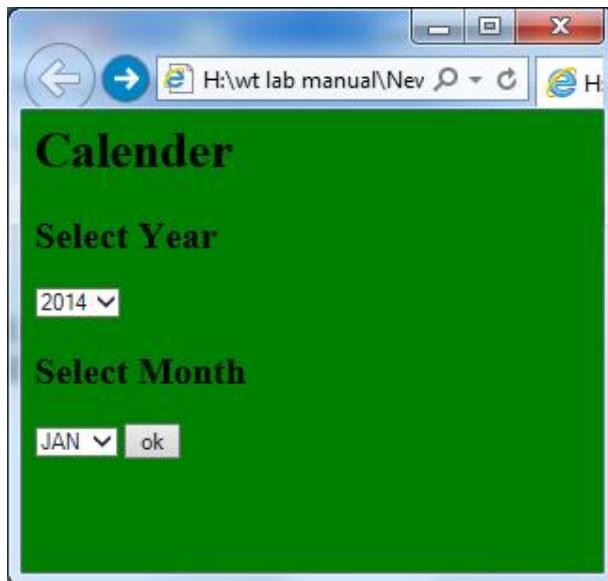 H:\wt lab manual\Nev
H:
Calender
Select Year
2014
Select Month
JAN ok